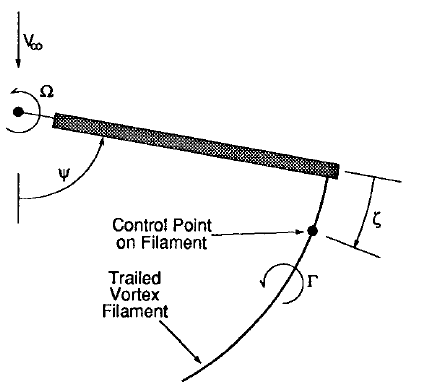 V∞
Ω
ψ
ζ
Control Point
on Filament
Γ
Trailed
Vortex
Filament